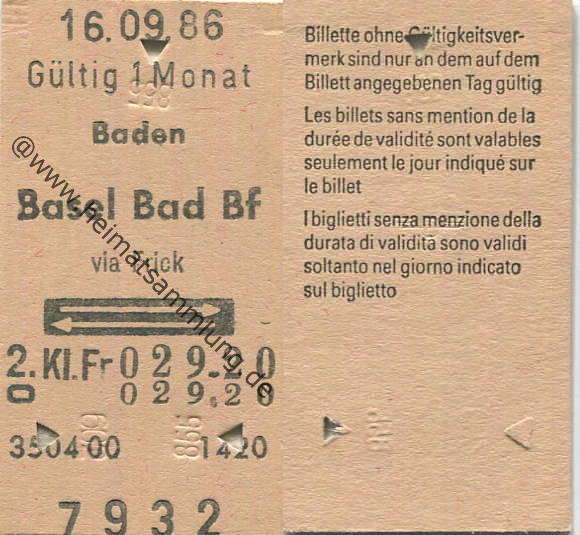 16.09.86
Gültig 1 Monat
Baden
Basel Bad Bf
via Frick
2. Kl. Fr 029.20
0 029.20
350400 1420
7932
@www.heimatsammlung.de
Billette ohne Gültigkeitsver-
merk sind nur an dem auf dem
Billett angegebenen Tag gültig
Les billets sans mention de la
durée de validité sont valables
seulement le jour indiqué sur
le billet
I biglietti senza menzione della
durata di validità sono validi
soltanto nel giorno indicato
sul biglietto